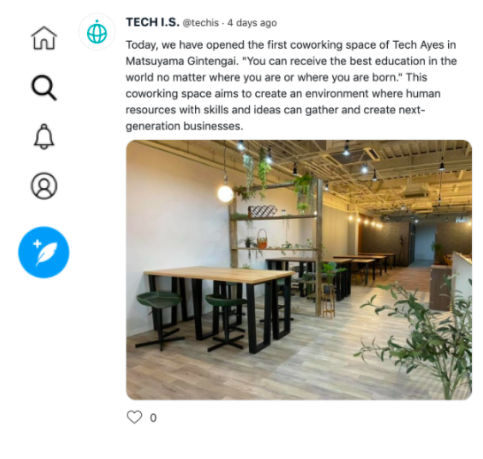 TECH I.S. @techis · 4 days ago
Today, we have opened the first coworking space of Tech Ayes in
Matsuyama Gintengai. "You can receive the best education in the
world no matter where you are or where you are born." This
coworking space aims to create an environment where human
resources with skills and ideas can gather and create next-
generation businesses.
0